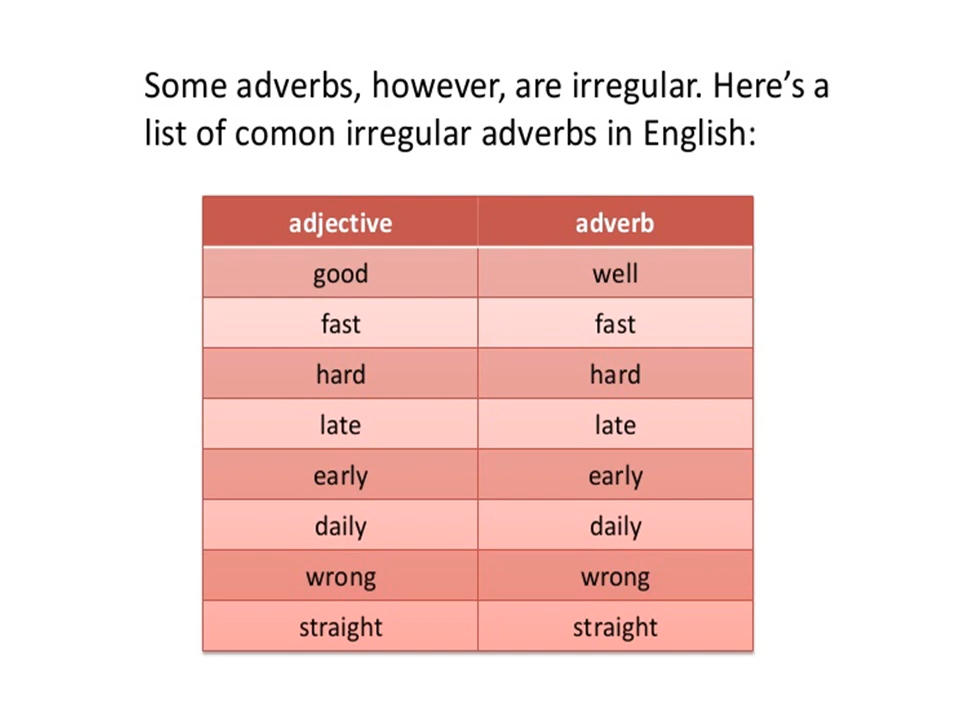 Some adverbs, however, are irregular. Here’s a
list of comon irregular adverbs in English:
adjective adverb
good well
fast fast
hard hard
late late
early early
daily daily
wrong wrong
straight straight